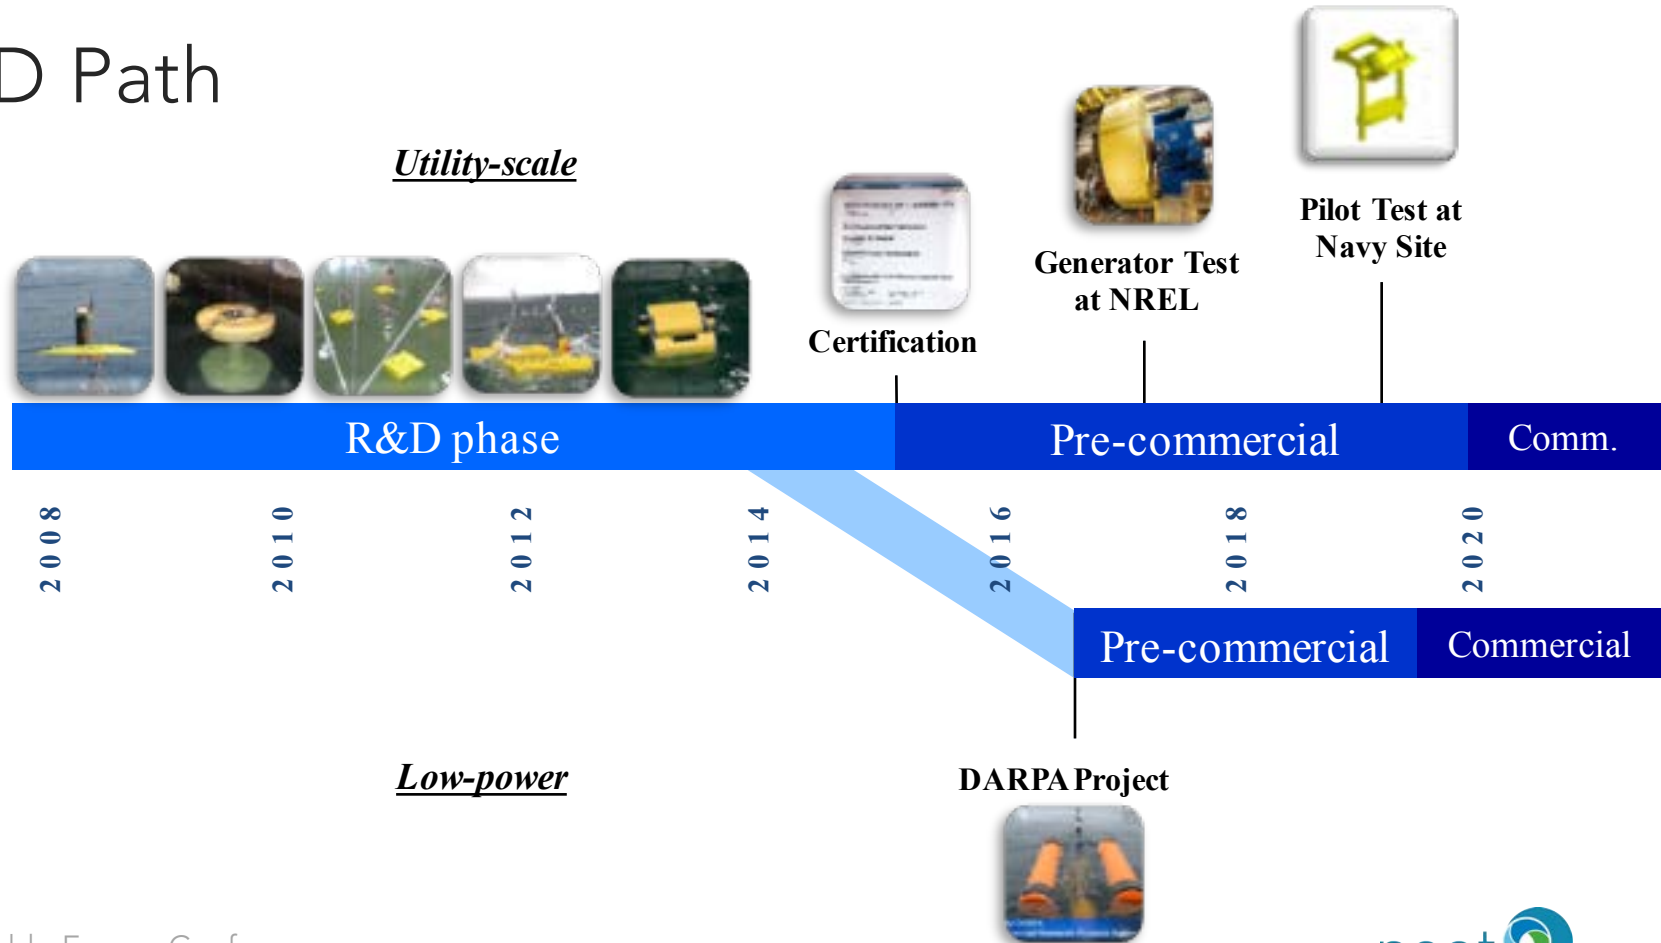 D Path
Utility-scale
Pilot Test at
Navy Site
Generator Test
at NREL
Certification
R&D phase
Pre-commercial
Comm.
2008
2010
2012
2014
2016
2018
2020
Pre-commercial
Commercial
Low-power
DARPA Project